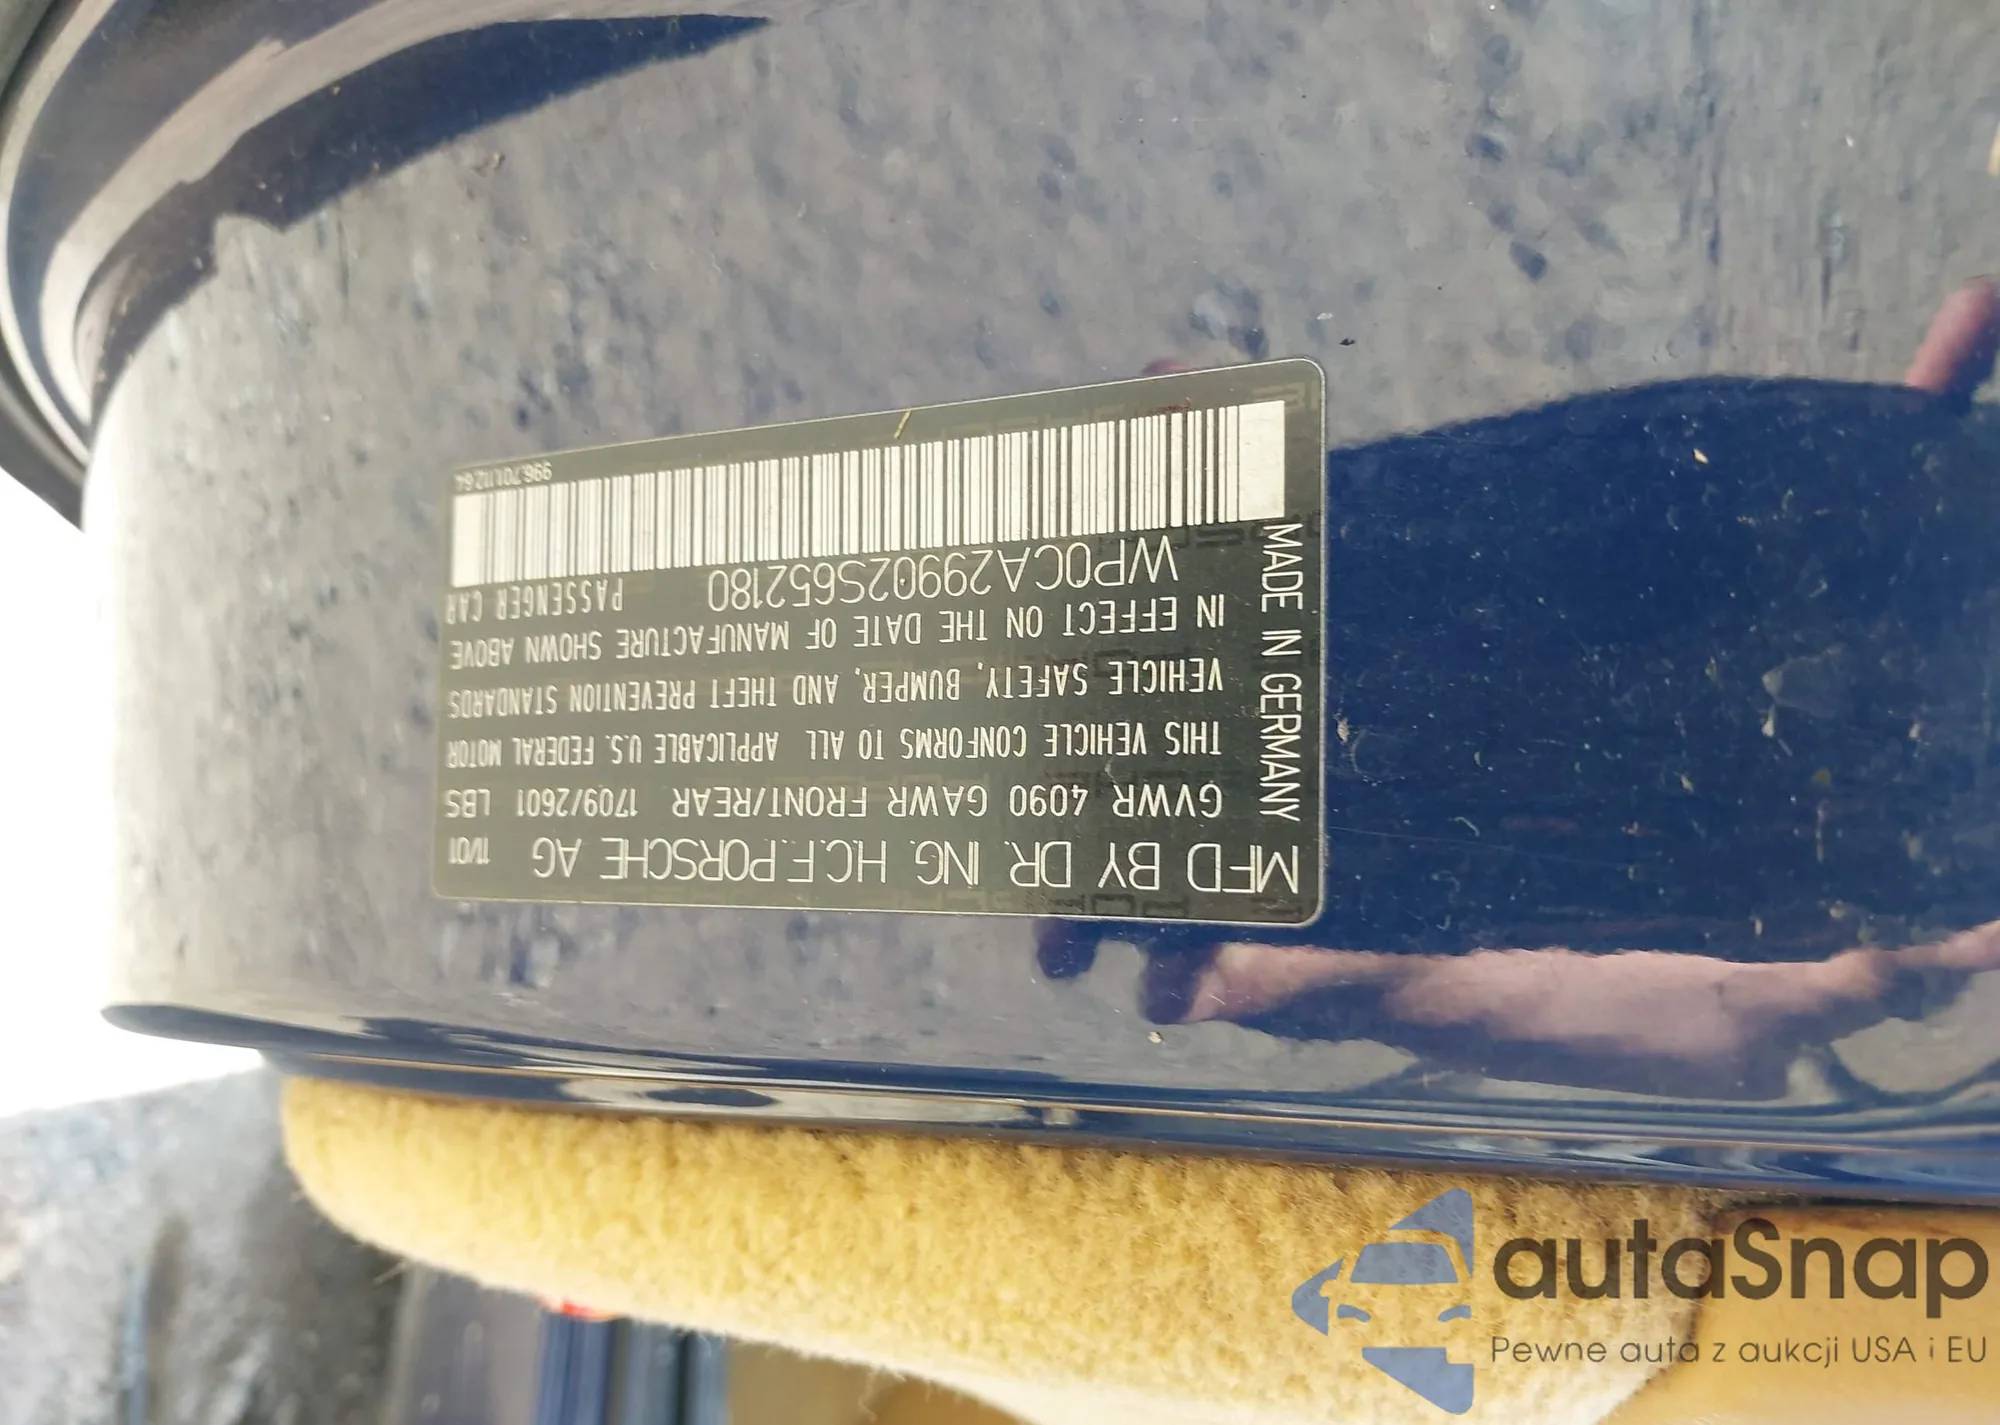 MFD BY DR. ING. H.C.F. PORSCHE AG 11/01
GVWR 4090 GAWR FRONT/REAR 1709/2601 LBS
THIS VEHICLE CONFORMS TO ALL APPLICABLE U.S. FEDERAL MOTOR
VEHICLE SAFETY, BUMPER, AND THEFT PREVENTION STANDARDS
IN EFFECT ON THE DATE OF MANUFACTURE SHOWN ABOVE
WP0CA29902S652180 PASSENGER CAR
996.701.112.64
MADE IN GERMANY
autaSnap
Pewne auta z aukcji USA i EU